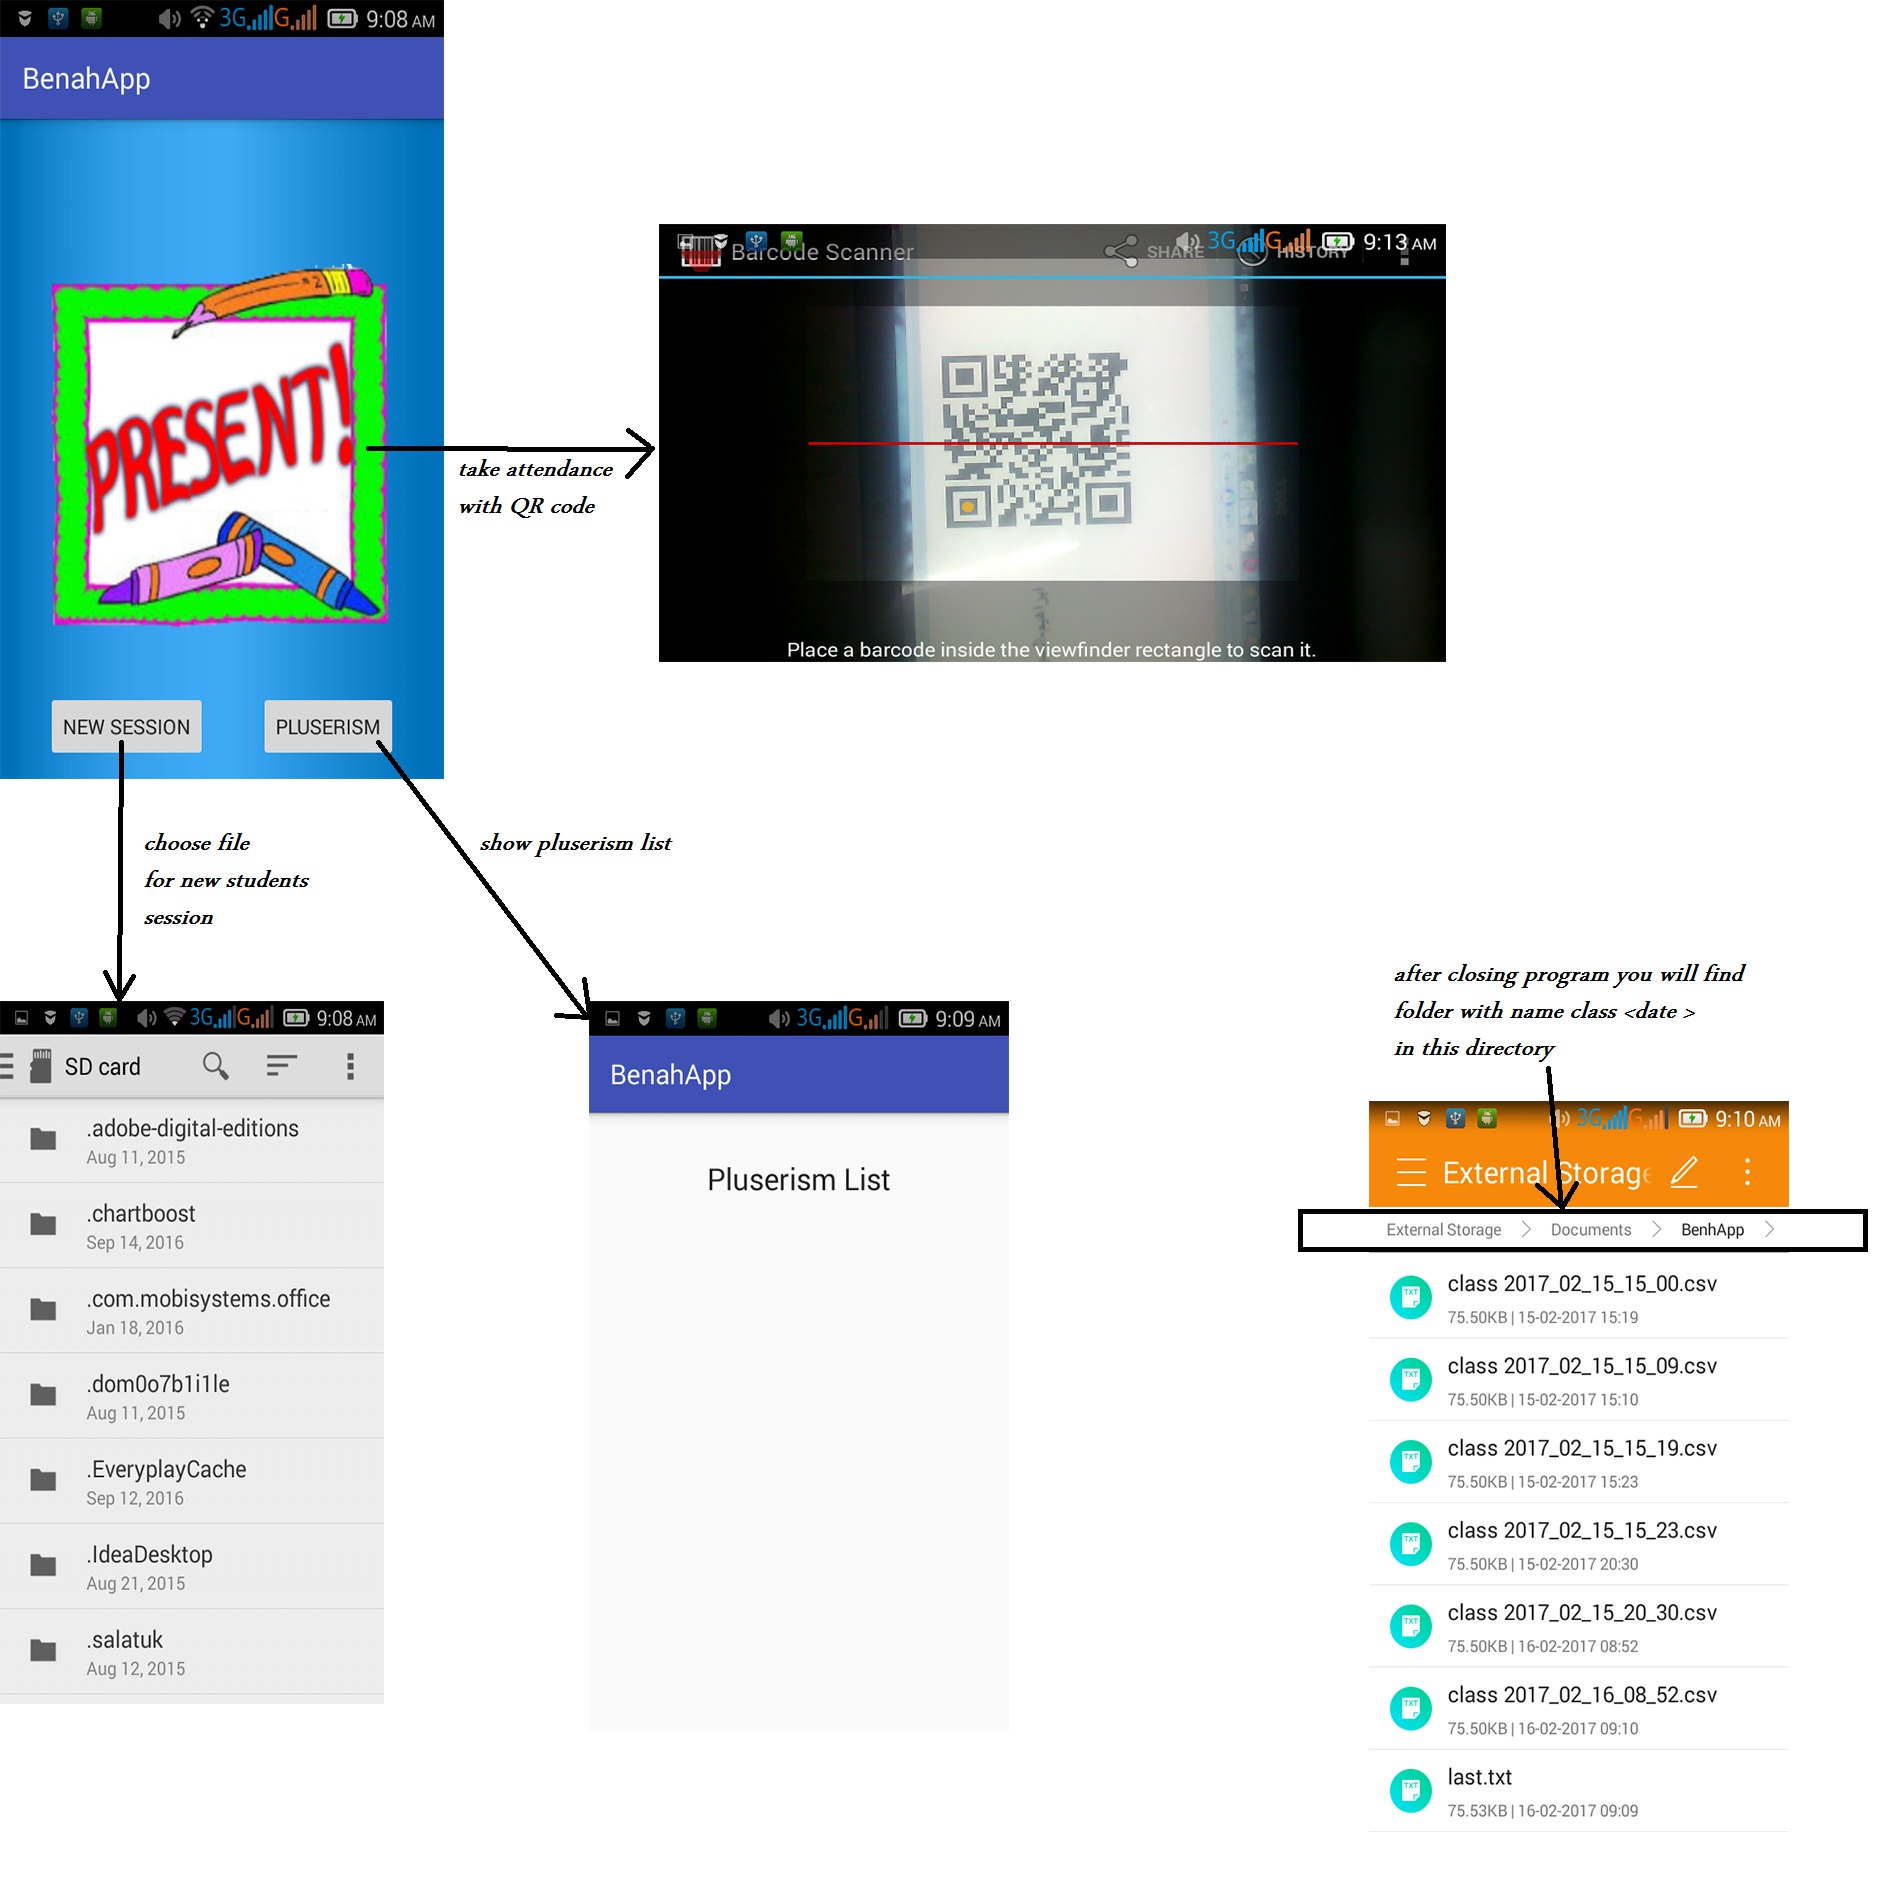 3G G 9:08 AM
BenahApp
PRESENT!
NEW SESSION
PLUSERISM
take attendance
with QR code
3G G 9:13 AM
Barcode Scanner
SHARE
HISTORY
Place a barcode inside the viewfinder rectangle to scan it.
choose file
for new students
session
show pluserism list
3G G 9:08 AM
SD card
.adobe-digital-editions
Aug 11, 2015
.chartboost
Sep 14, 2016
.com.mobisystems.office
Jan 18, 2016
.dom0o7b1i1le
Aug 11, 2015
.EveryplayCache
Sep 12, 2016
.IdeaDesktop
Aug 21, 2015
.salatuk
Aug 12, 2015
3G G 9:09 AM
BenahApp
Pluserism List
after closing program you will find
folder with name class <date >
in this directory
3G G 9:10 AM
External Storage
External Storage > Documents > BenhApp >
class 2017_02_15_15_00.csv
75.50KB | 15-02-2017 15:19
class 2017_02_15_15_09.csv
75.50KB | 15-02-2017 15:10
class 2017_02_15_15_19.csv
75.50KB | 15-02-2017 15:23
class 2017_02_15_15_23.csv
75.50KB | 15-02-2017 20:30
class 2017_02_15_20_30.csv
75.50KB | 16-02-2017 08:52
class 2017_02_16_08_52.csv
75.50KB | 16-02-2017 09:10
last.txt
75.53KB | 16-02-2017 09:09